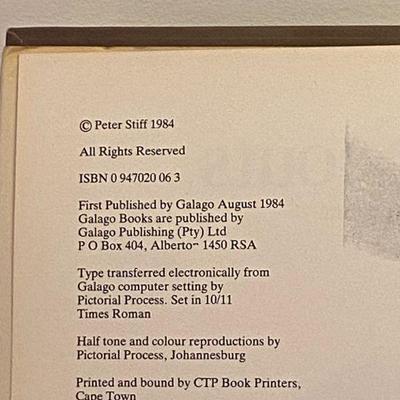 © Peter Stiff 1984
All Rights Reserved
ISBN 0 947020 06 3
First Published by Galago August 1984
Galago Books are published by
Galago Publishing (Pty) Ltd
P O Box 404, Alberton 1450 RSA
Type transferred electronically from
Galago computer setting by
Pictorial Process. Set in 10/11
Times Roman
Half tone and colour reproductions by
Pictorial Process, Johannesburg
Printed and bound by CTP Book Printers,
Cape Town